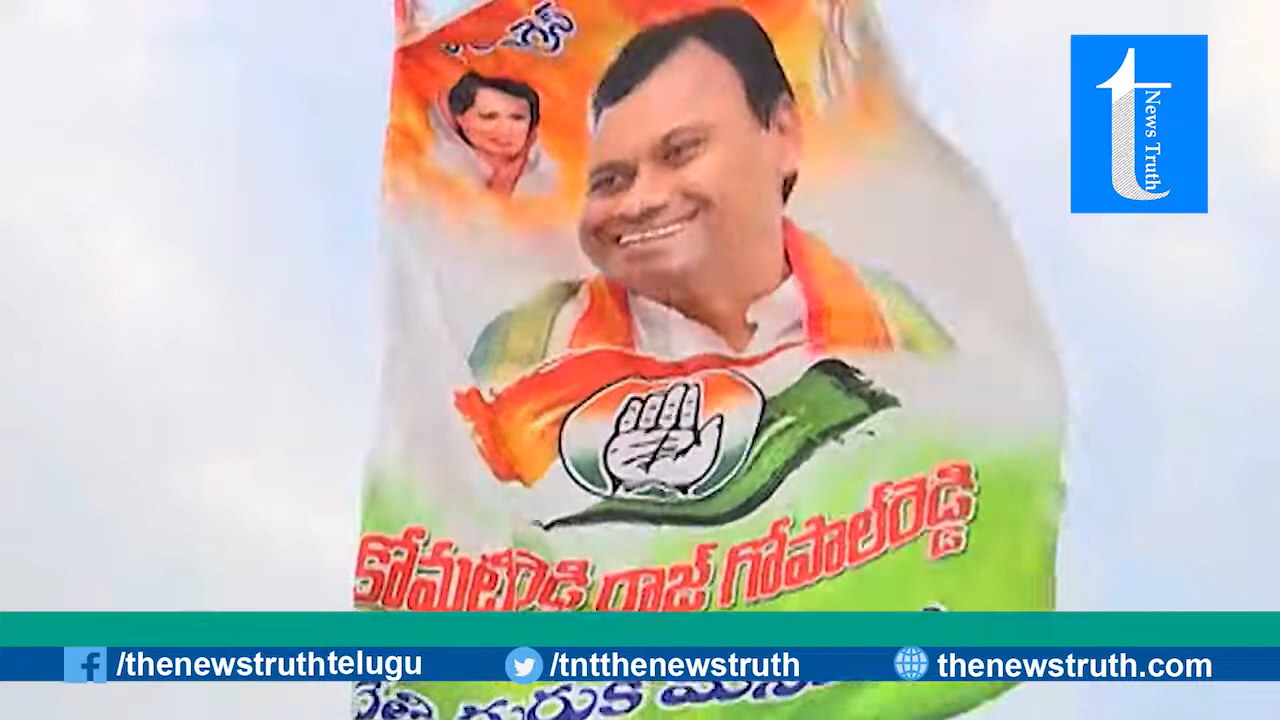 t News Truth
కోమటిరెడ్డి రాజ్ గోపాల్‌రెడ్డి
/thenewstruthtelugu /tntthenewstruth thenewstruth.com